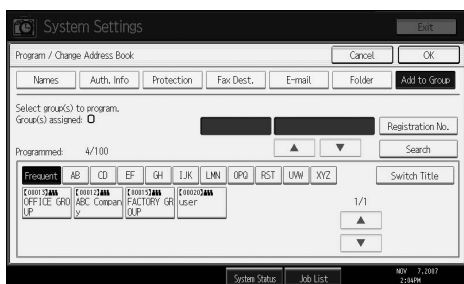 System Settings
Exit
Program / Change Address Book
Cancel
OK
Names
Auth. Info
Protection
Fax Dest.
E-mail
Folder
Add to Group
Select group(s) to program.
Group(s) assigned: 0
Registration No.
Programmed: 4/100
▲
▼
Search
Frequent
AB
CD
EF
GH
IJK
LMN
OPQ
RST
UVW
XYZ
Switch Title
[00013]
OFFICE GRO
UP
[00012]
ABC Compan
y
[00015]
FACTORY GR
OUP
[00020]
user
1/1
▲
▼
System Status
Job List
NOV 7,2007
2:04PM